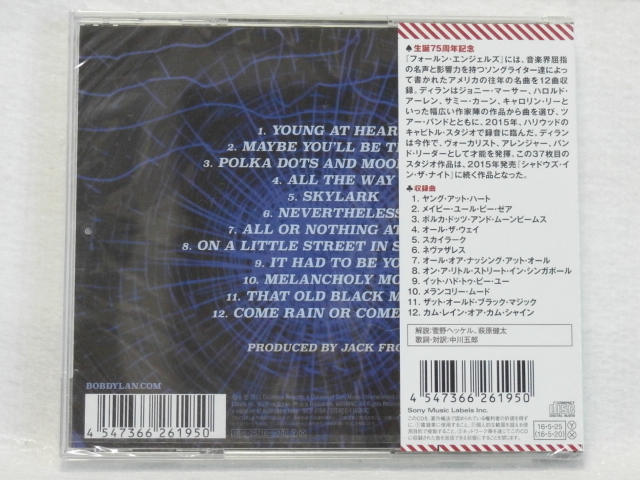 1. YOUNG AT HEAR
2. MAYBE YOU'LL BE T
3. POLKA DOTS AND MOO
4. ALL THE WAY
5. SKYLARK
6. NEVERTHELESS
7. ALL OR NOTHING AT
8. ON A LITTLE STREET IN S
9. IT HAD TO BE YO
10. MELANCHOLY MO
11. THAT OLD BLACK M
12. COME RAIN OR COME
PRODUCED BY JACK FRO
BOBDYLAN.COM
4 547366 261950
♠生誕75周年記念
『フォールン・エンジェルズ』には、音楽界屈指
の名声と影響力を持つソングライター達によっ
て書かれたアメリカの往年の名曲を12曲収
録。ディランはジョニー・マーサー、ハロルド・
アーレン、サミー・カーン、キャロリン・リーと
いった幅広い作家陣の作品から曲を選び、ツ
アー・バンドとともに、2015年、ハリウッドの
キャピトル・スタジオで録音に臨んだ。ディラン
は今作で、ヴォーカリスト、アレンジャー、バン
ド・リーダーとして才能を発揮。この37枚目の
スタジオ作品は、2015年発売『シャドウズ・イ
ン・ザ・ナイト』に続く作品となった。
♣収録曲
1. ヤング・アット・ハート
2. メイビー・ユール・ビー・ゼア
3. ポルカ・ドッツ・アンド・ムーンビームス
4. オール・ザ・ウェイ
5. スカイラーク
6. ネヴァザレス
7. オール・オア・ナッシング・アット・オール
8. オン・ア・リトル・ストリート・イン・シンガポール
9. イット・ハド・トゥ・ビー・ユー
10. メランコリー・ムード
11. ザット・オールド・ブラック・マジック
12. カム・レイン・オア・カム・シャイン
解説:菅野ヘッケル、萩原健太
歌詞・対訳:中川五郎
4 547366 261950
Sony Music Labels Inc.
COMPACT
disc
DIGITAL AUDIO
16・5・25
(16・5・20)
Y
X